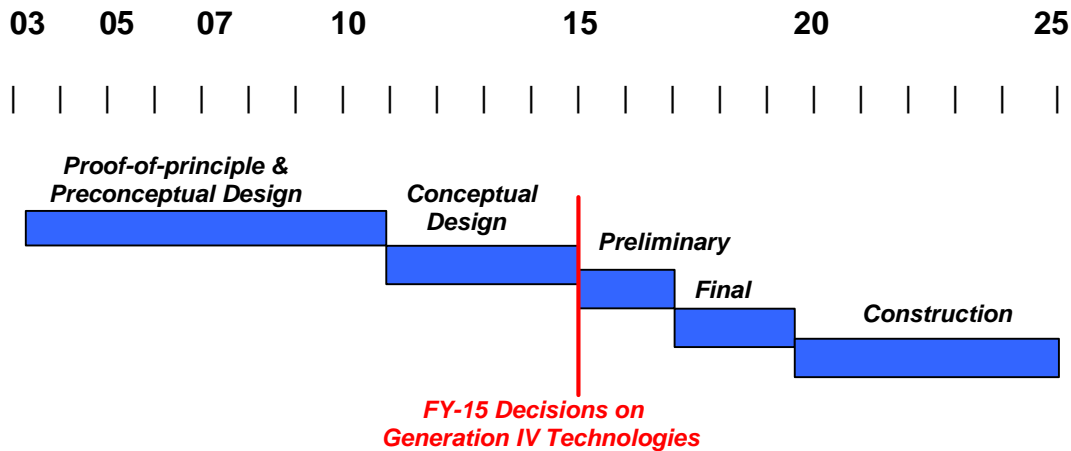 03 05 07 10 15 20 25
Proof-of-principle &
Preconceptual Design
Conceptual
Design
Preliminary
Final
Construction
FY-15 Decisions on
Generation IV Technologies